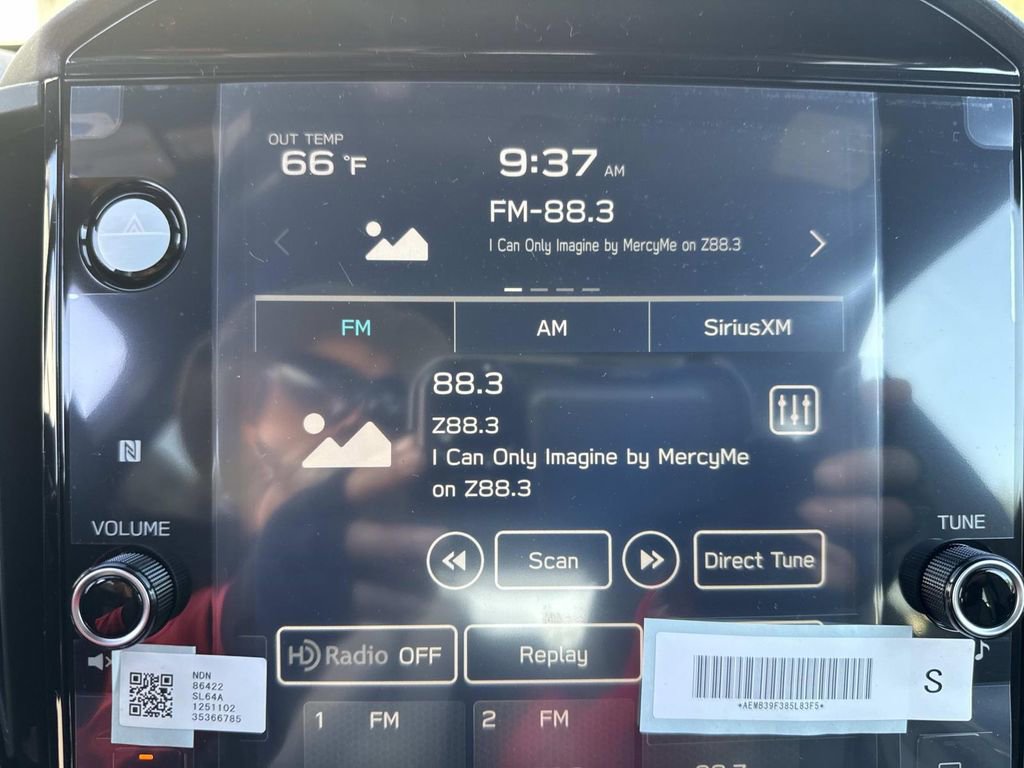 OUT TEMP
66 °F
9:37 AM
FM-88.3
I Can Only Imagine by MercyMe on Z88.3
FM
AM
SiriusXM
88.3
Z88.3
I Can Only Imagine by MercyMe
on Z88.3
VOLUME
TUNE
Scan
Direct Tune
HD Radio OFF
Replay
NDN
86422
SL64A
1251102
35366785
*AEMB39F385L83F5*
S
1 FM
2 FM